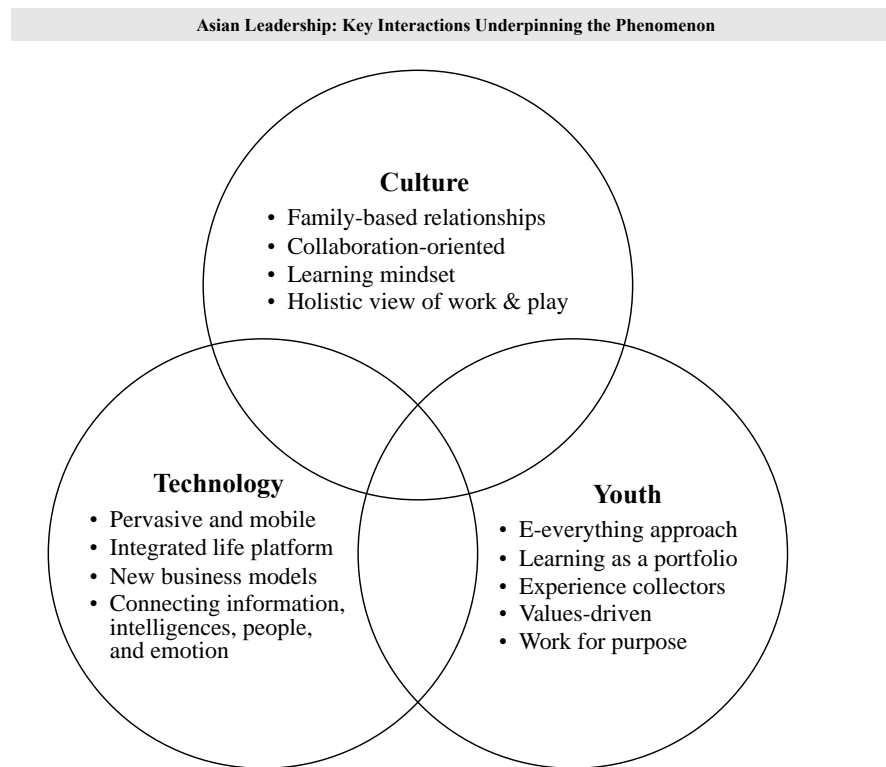 Asian Leadership: Key Interactions Underpinning the Phenomenon
Culture
• Family-based relationships
• Collaboration-oriented
• Learning mindset
• Holistic view of work & play
Technology
• Pervasive and mobile
• Integrated life platform
• New business models
• Connecting information,
intelligences, people,
and emotion
Youth
• E-everything approach
• Learning as a portfolio
• Experience collectors
• Values-driven
• Work for purpose